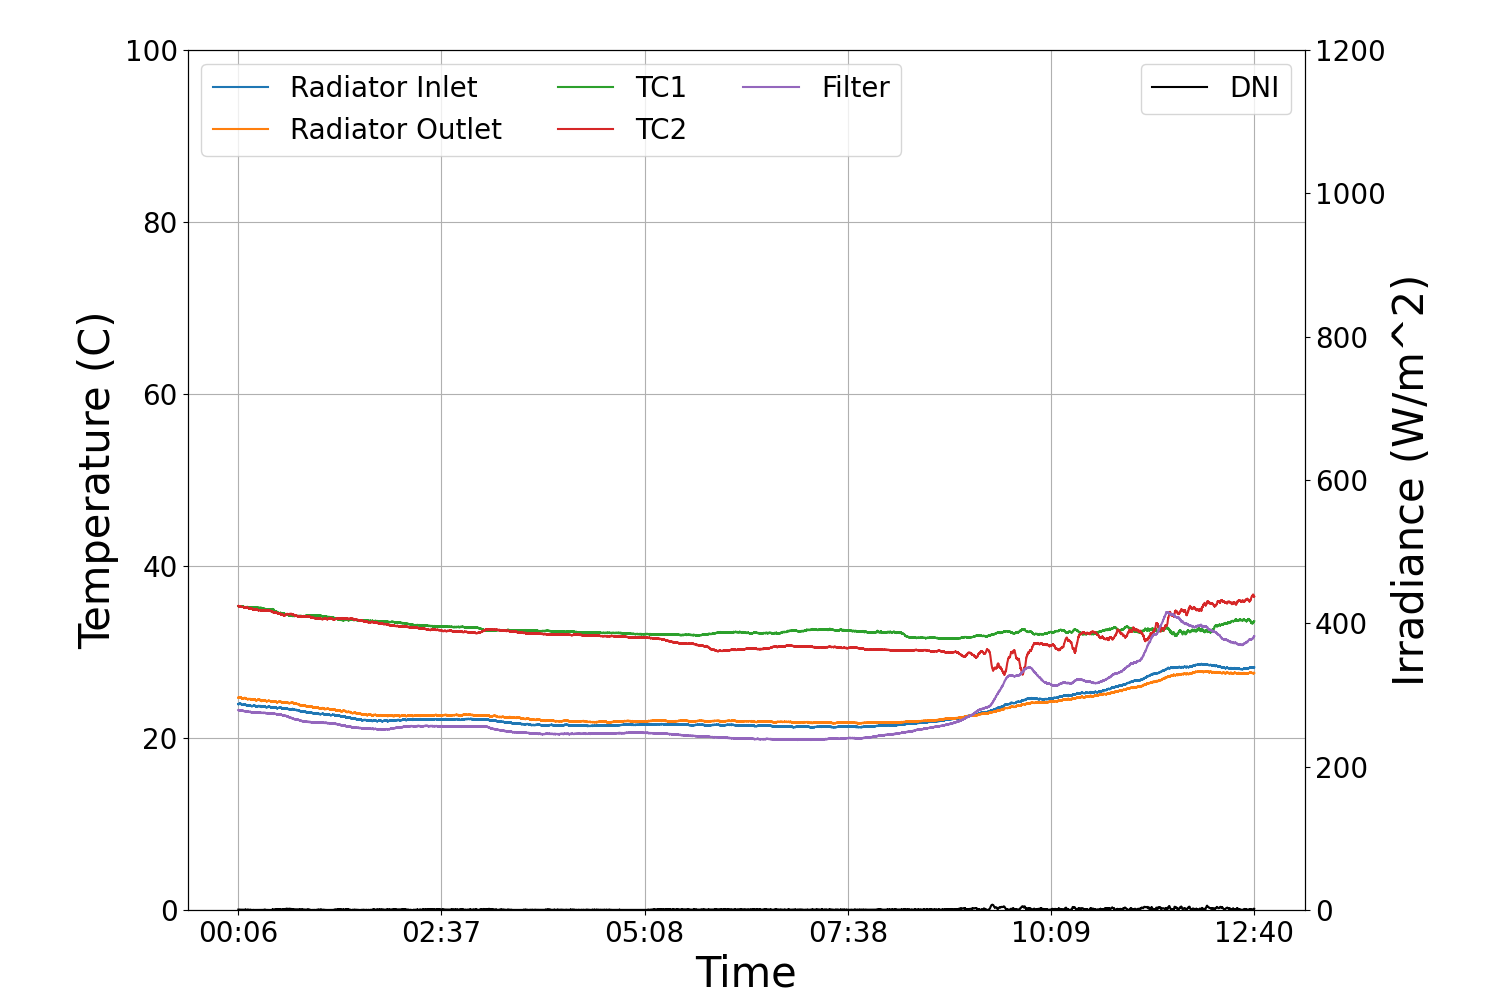 Radiator Inlet
Radiator Outlet
TC1
TC2
Filter
DNI
Temperature (C)
100
80
60
40
20
0
Irradiance (W/m^2)
1200
1000
800
600
400
200
0
00:06 02:37 05:08 07:38 10:09 12:40
Time